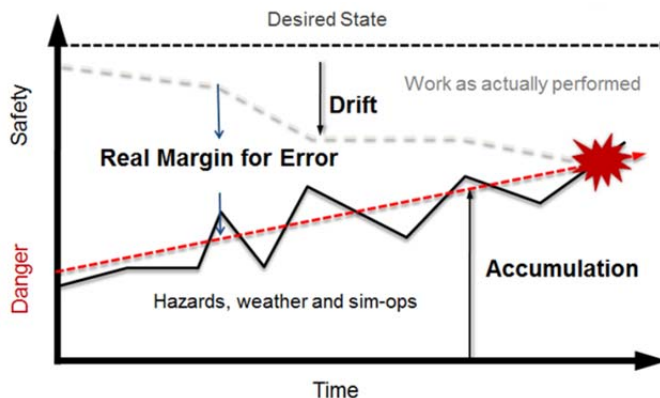 Desired State
Safety
Work as actually performed
Drift
Real Margin for Error
Danger
Accumulation
Hazards, weather and sim-ops
Time